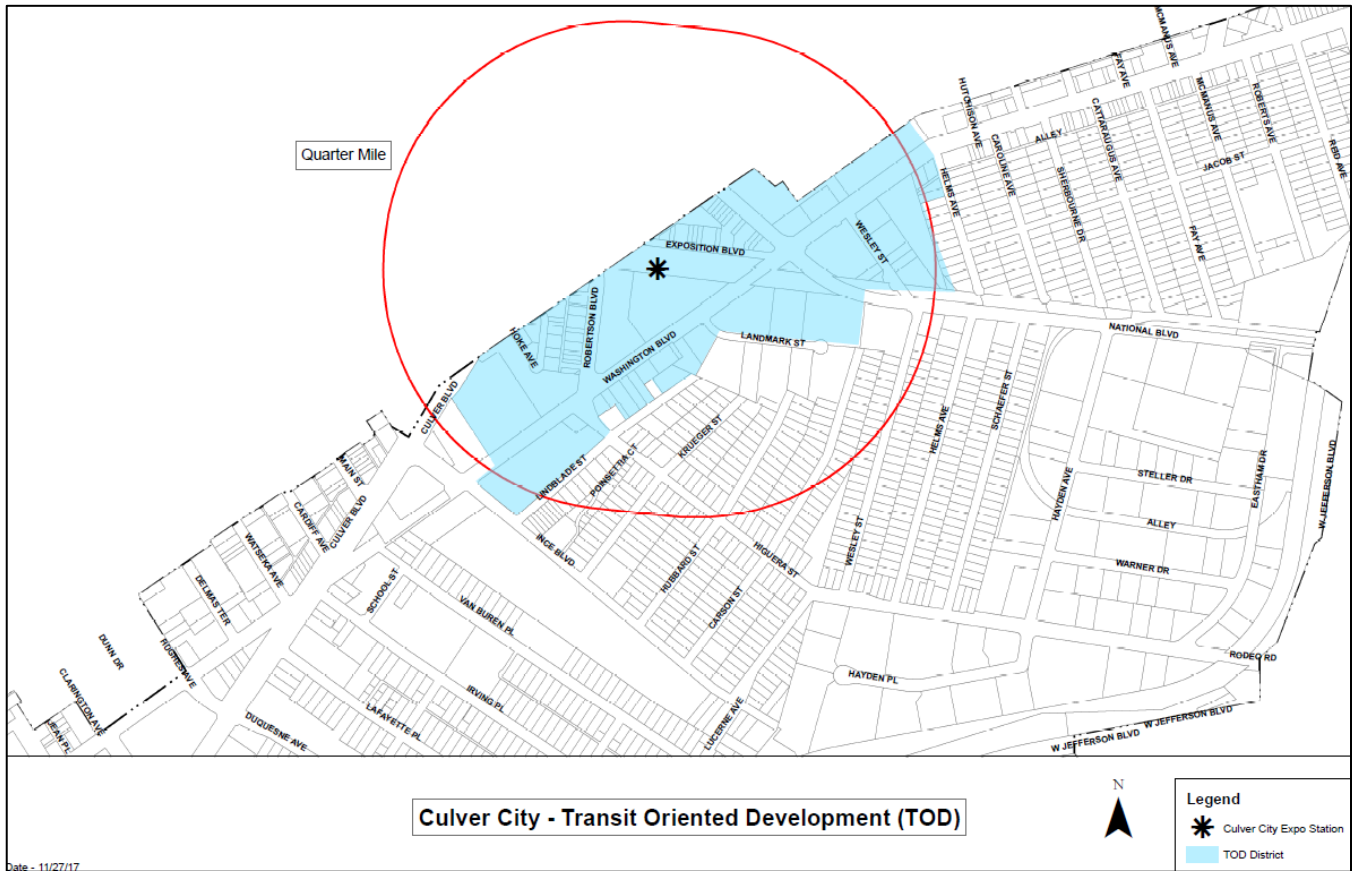 MCMANUS AVE
FAY AVE
HUTCHISON AVE
CATTARAUGUS AVE
MCMANUS AVE
ROBERTS AVE
REID AVE
ALLEY
Quarter Mile
CAROLINE AVE
JACOB ST
HELMS AVE
SHERBOURNE DR
WESLEY ST
FAY AVE
EXPOSITION BLVD
ROBERTSON BLVD
HOKE AVE
WASHINGTON BLVD
LANDMARK ST
NATIONAL BLVD
CULVER BLVD
KRUEGER ST
HELMS AVE
SCHAEFER ST
LINDBLADE ST
POINSETTIA CT
MAIN ST
CULVER BLVD
CARDIFF AVE
WATSEKA AVE
HAYDEN AVE
STELLER DR
EASTHAM DR
W JEFFERSON BLVD
ALLEY
INCE BLVD
WESLEY ST
HIGUERA ST
HUBBARD ST
WARNER DR
DELMAS TER
SCHOOL ST
VAN BUREN PL
CARSON ST
DUNN DR
HUGHES AVE
RODEO RD
HAYDEN PL
CLARINGTON AVE
IRVING PL
LAFAYETTE PL
LUCERNE AVE
JEAN PL
DUQUESNE AVE
W JEFFERSON BLVD
W JEFFERSON BLVD
Culver City - Transit Oriented Development (TOD)
N
Legend
Culver City Expo Station
TOD District
Date - 11/27/17